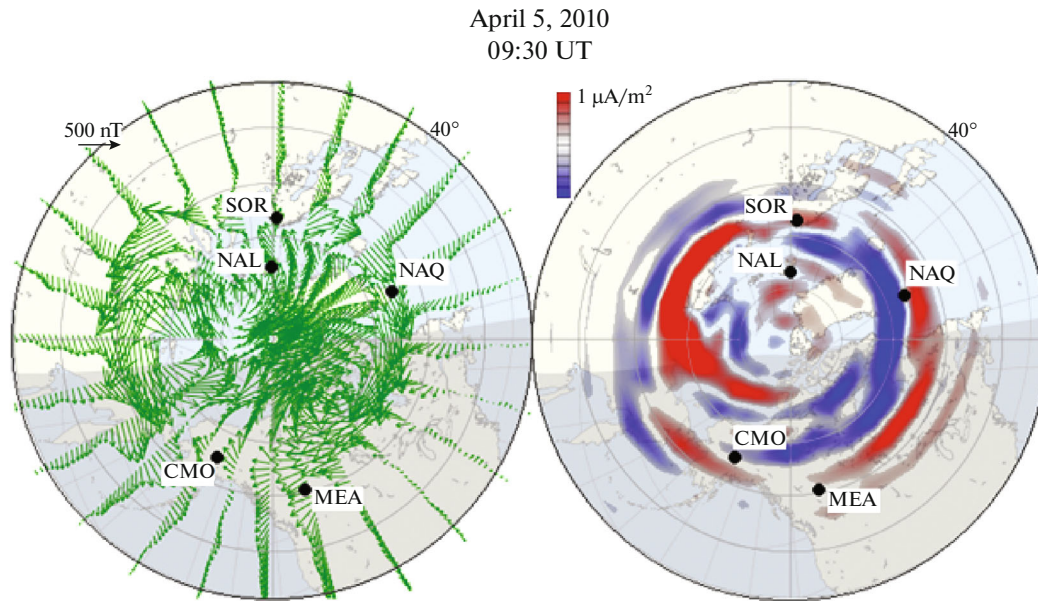 April 5, 2010
09:30 UT
500 nT
40°
SOR
NAL
NAQ
CMO
MEA
1 μA/m²
40°
SOR
NAL
NAQ
CMO
MEA